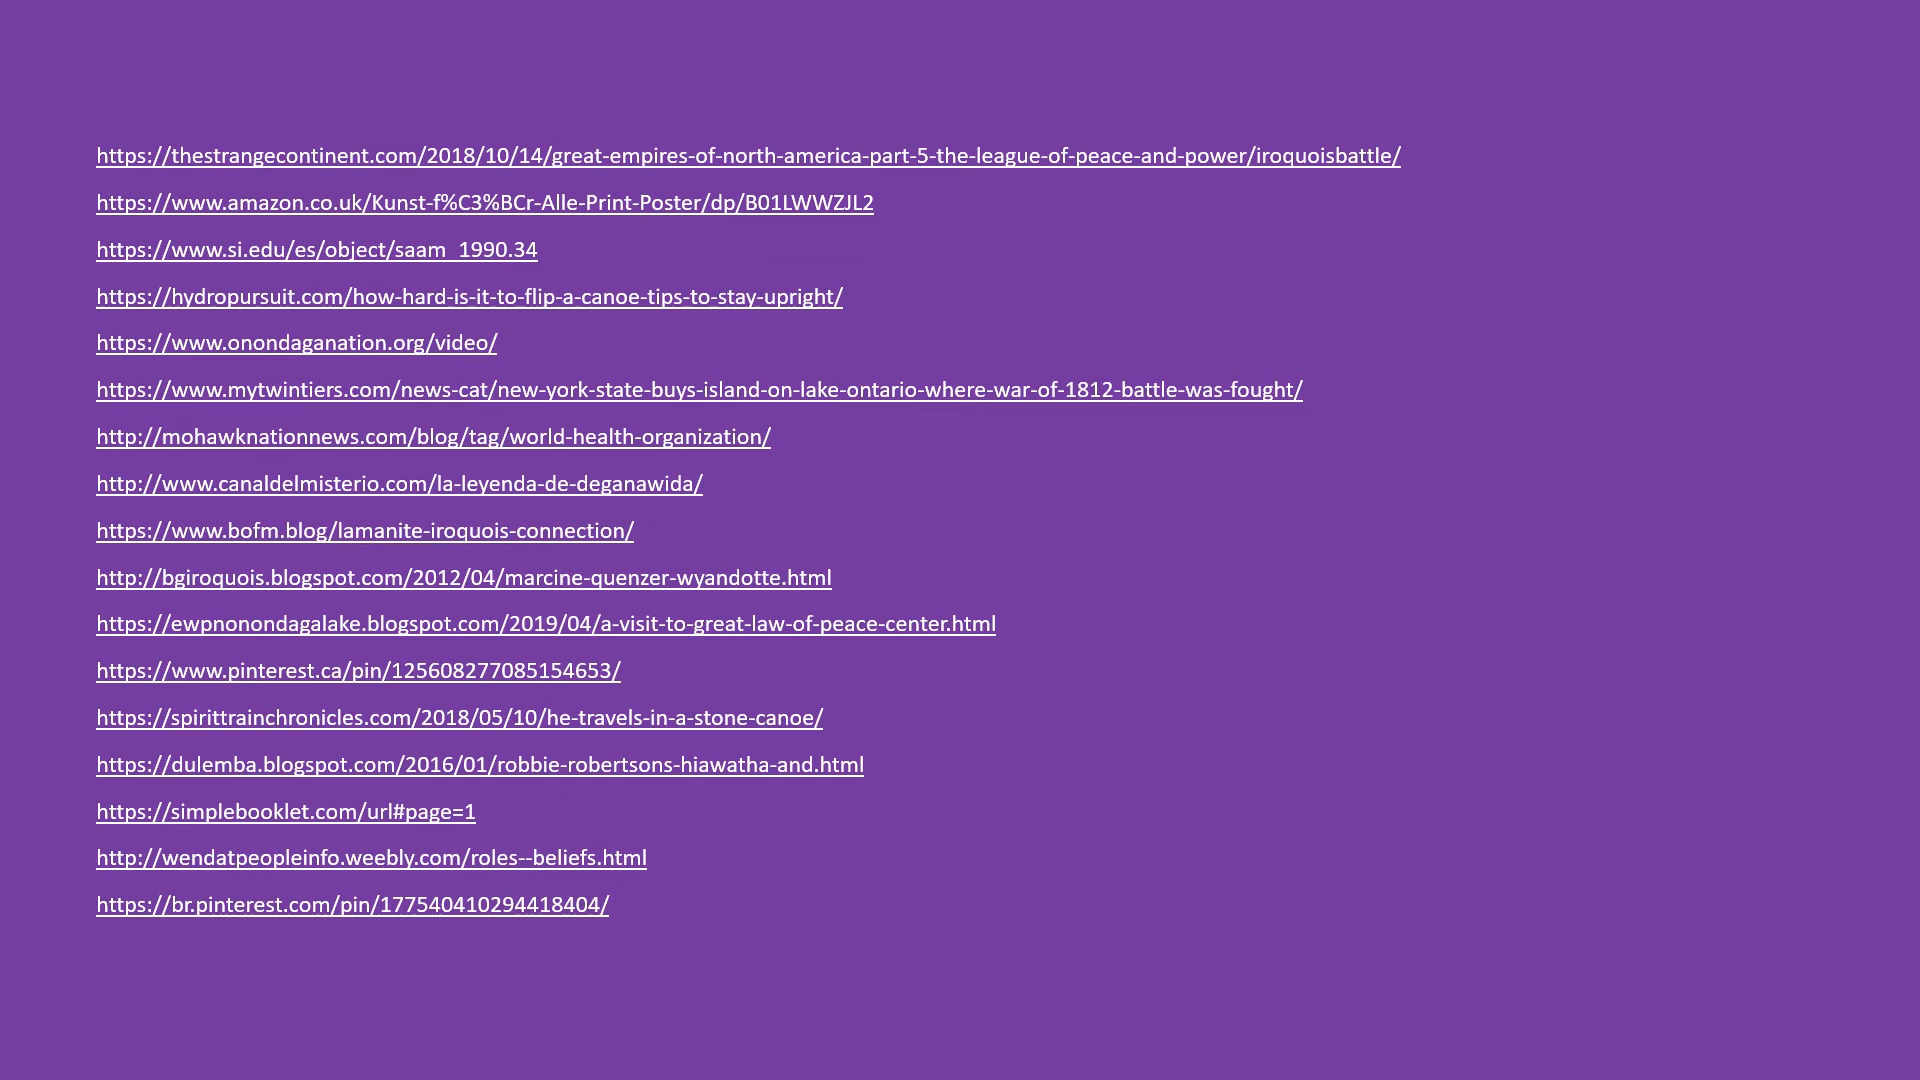 https://thestrangecontinent.com/2018/10/14/great-empires-of-north-america-part-5-the-league-of-peace-and-power/iroquoisbattle/
https://www.amazon.co.uk/Kunst-f%C3%BCr-Alle-Print-Poster/dp/B01LWWZJL2
https://www.si.edu/es/object/saam_1990.34
https://hydropursuit.com/how-hard-is-it-to-flip-a-canoe-tips-to-stay-upright/
https://www.onondaganation.org/video/
https://www.mytwintiers.com/news-cat/new-york-state-buys-island-on-lake-ontario-where-war-of-1812-battle-was-fought/
http://mohawknationnews.com/blog/tag/world-health-organization/
http://www.canaldelmisterio.com/la-leyenda-de-deganawida/
https://www.bofm.blog/lamanite-iroquois-connection/
http://bgiroquois.blogspot.com/2012/04/marcine-quenzer-wyandotte.html
https://ewpnonondagalake.blogspot.com/2019/04/a-visit-to-great-law-of-peace-center.html
https://www.pinterest.ca/pin/125608277085154653/
https://spirittrainchronicles.com/2018/05/10/he-travels-in-a-stone-canoe/
https://dulemba.blogspot.com/2016/01/robbie-robertsons-hiawatha-and.html
https://simplebooklet.com/url#page=1
http://wendatpeopleinfo.weebly.com/roles--beliefs.html
https://br.pinterest.com/pin/177540410294418404/